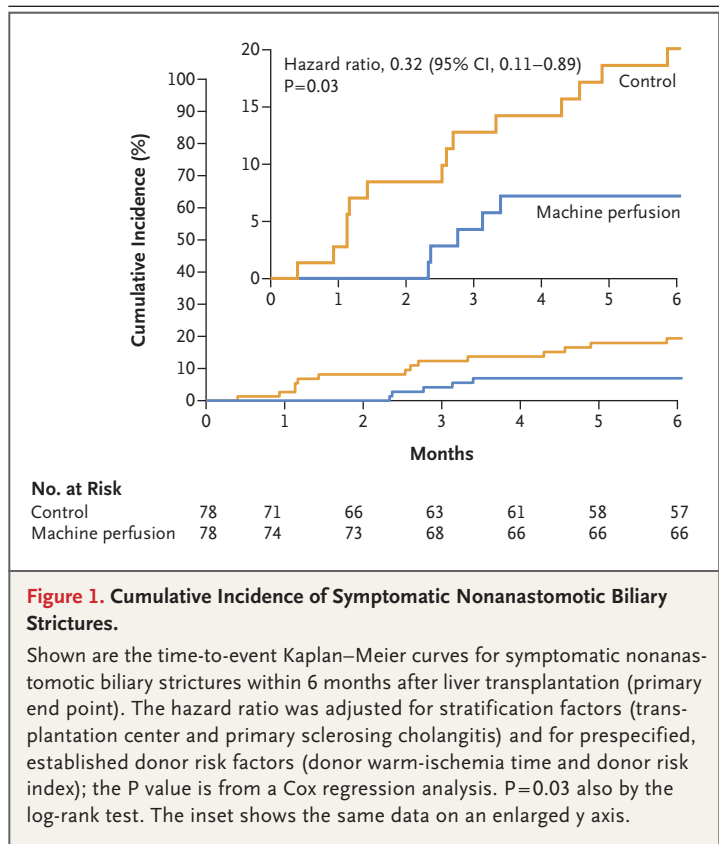 Hazard ratio, 0.32 (95% CI, 0.11–0.89)
P=0.03
Control
Machine perfusion
20
15
10
5
0
0 1 2 3 4 5 6
Cumulative Incidence (%)
100
90
80
70
60
50
40
30
20
10
0
0 1 2 3 4 5 6
Months
No. at Risk
Control 78 71 66 63 61 58 57
Machine perfusion 78 74 73 68 66 66 66
Figure 1. Cumulative Incidence of Symptomatic Nonanastomotic Biliary
Strictures.
Shown are the time-to-event Kaplan–Meier curves for symptomatic nonanas-
tomotic biliary strictures within 6 months after liver transplantation (primary
end point). The hazard ratio was adjusted for stratification factors (trans-
plantation center and primary sclerosing cholangitis) and for prespecified,
established donor risk factors (donor warm-ischemia time and donor risk
index); the P value is from a Cox regression analysis. P=0.03 also by the
log-rank test. The inset shows the same data on an enlarged y axis.